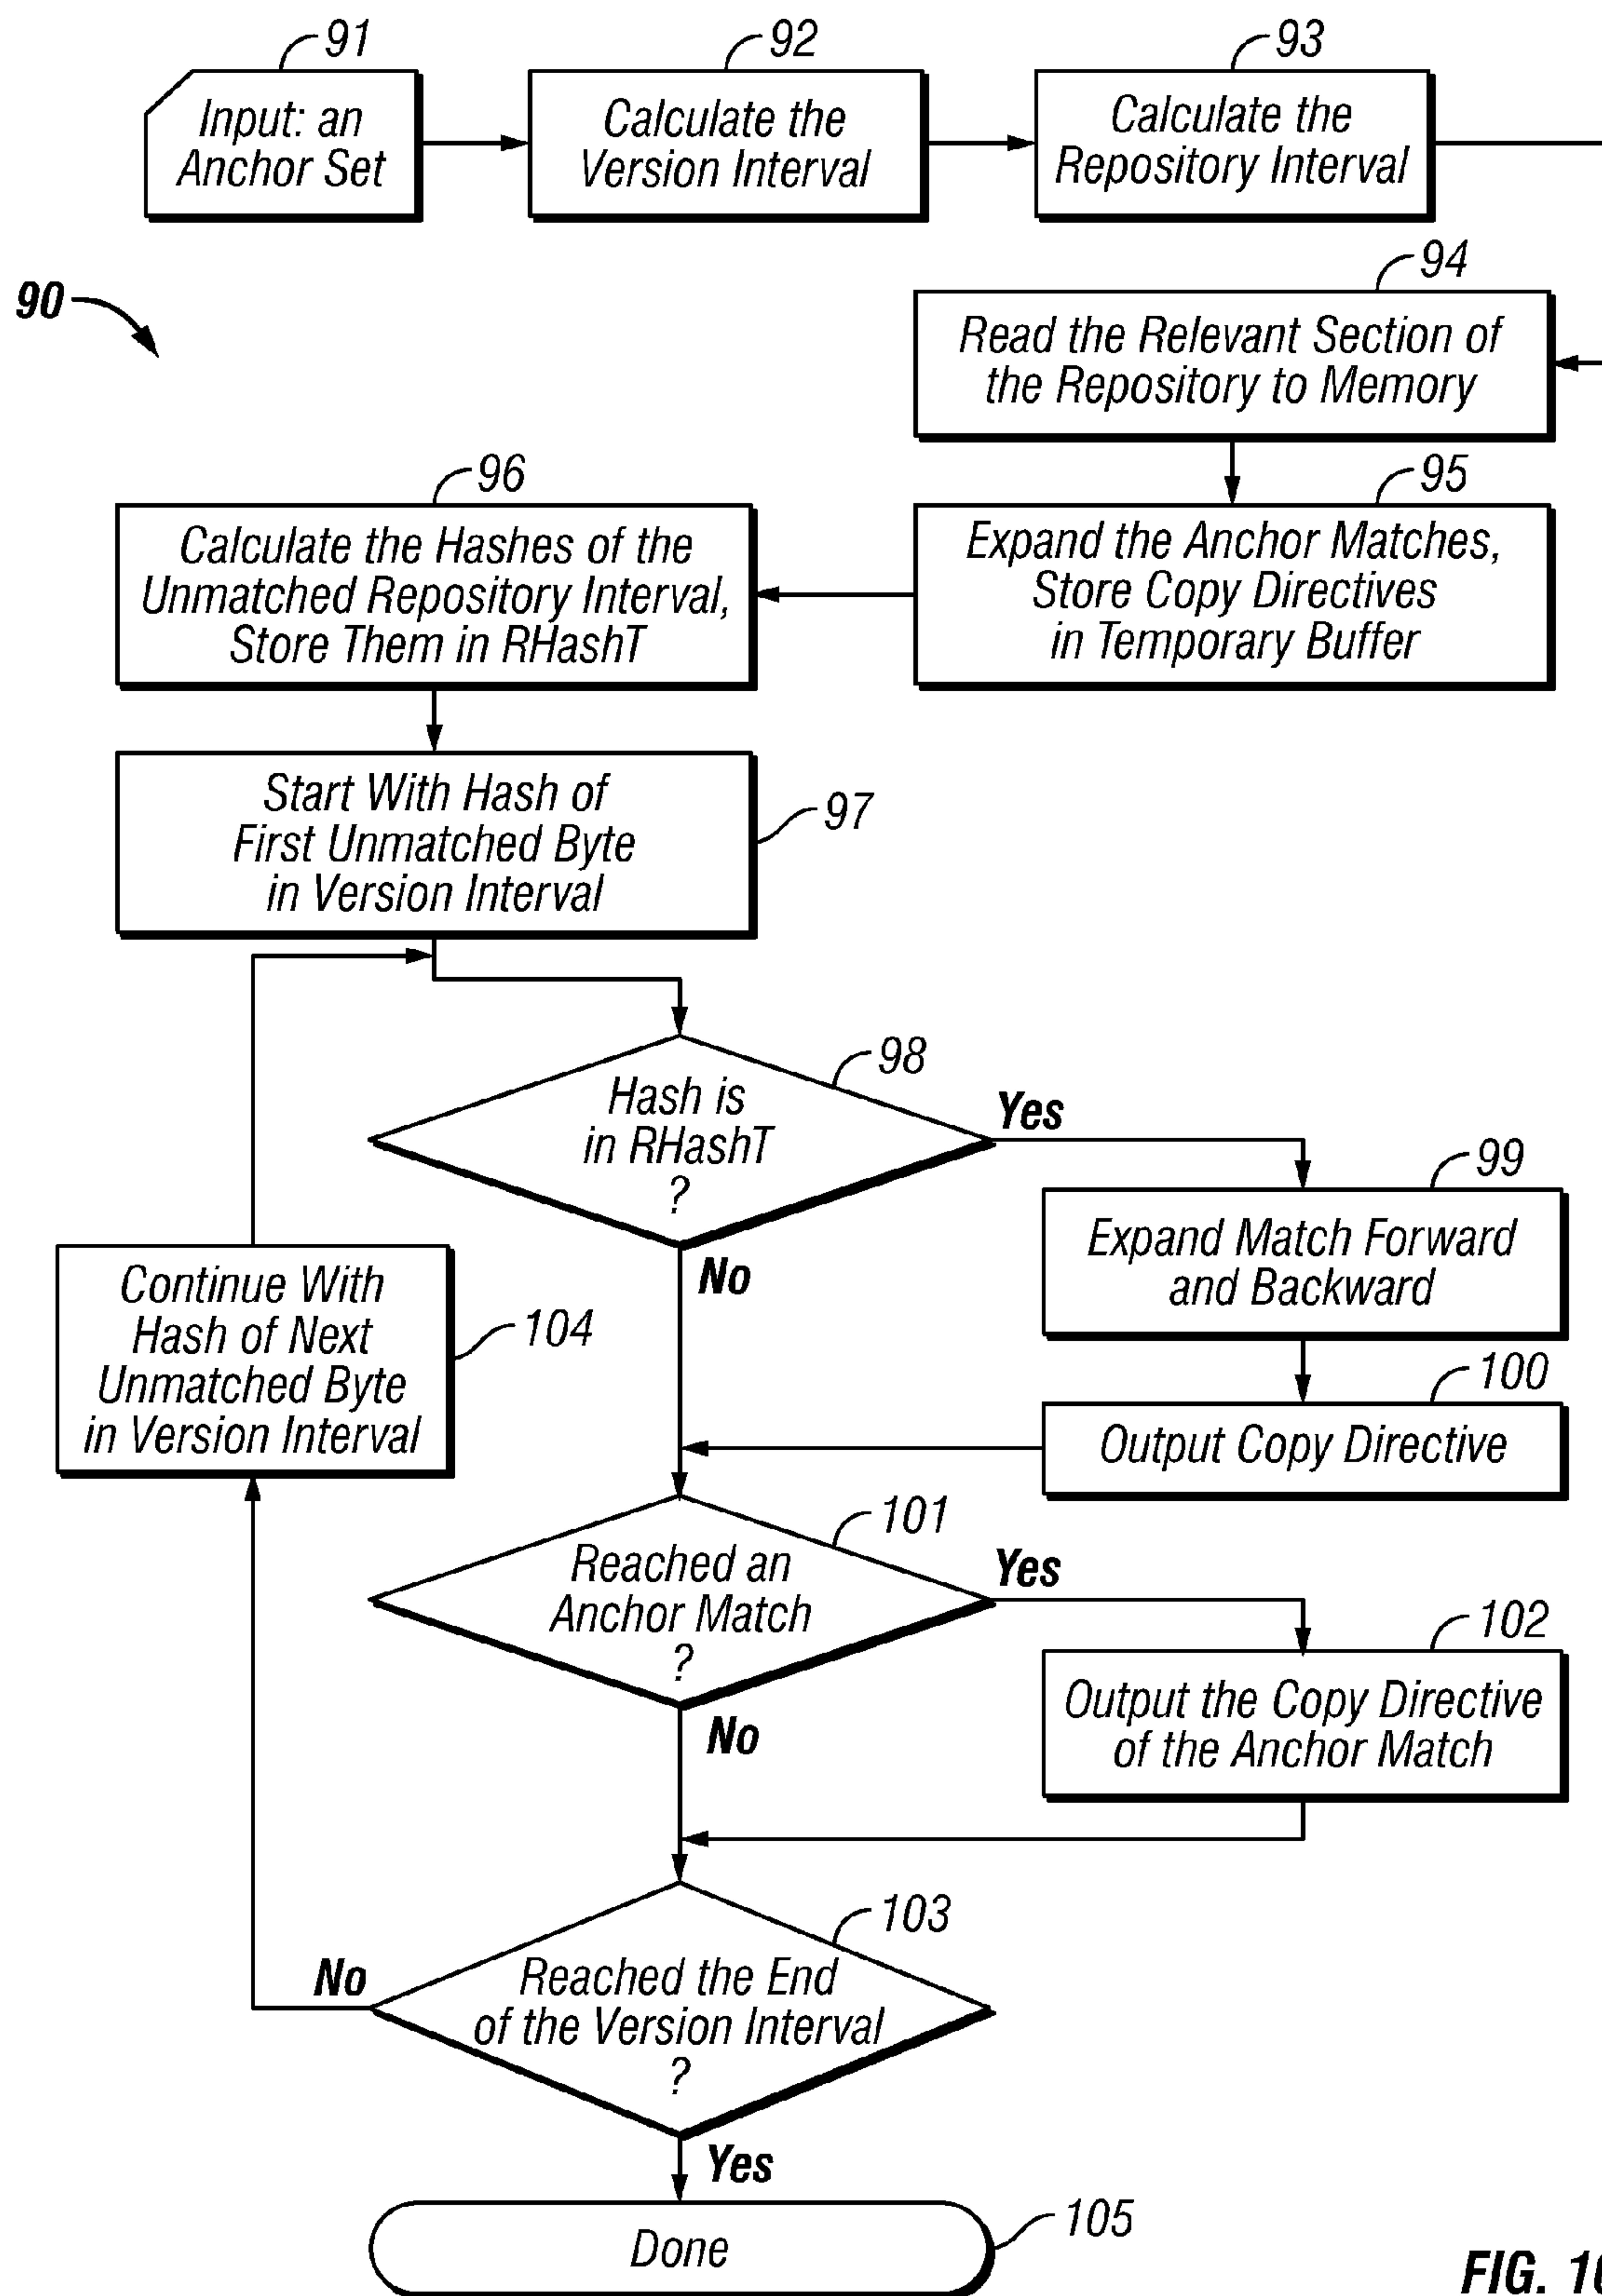 91
Input: an
Anchor Set
92
Calculate the
Version Interval
93
Calculate the
Repository Interval
90
94
Read the Relevant Section of
the Repository to Memory
95
Expand the Anchor Matches,
Store Copy Directives
in Temporary Buffer
96
Calculate the Hashes of the
Unmatched Repository Interval,
Store Them in RHashT
97
Start With Hash of
First Unmatched Byte
in Version Interval
98
Hash is
in RHashT
?
Yes
No
99
Expand Match Forward
and Backward
100
Output Copy Directive
104
Continue With
Hash of Next
Unmatched Byte
in Version Interval
101
Reached an
Anchor Match
?
Yes
No
102
Output the Copy Directive
of the Anchor Match
103
Reached the End
of the Version Interval
?
No
Yes
105
Done
FIG. 10